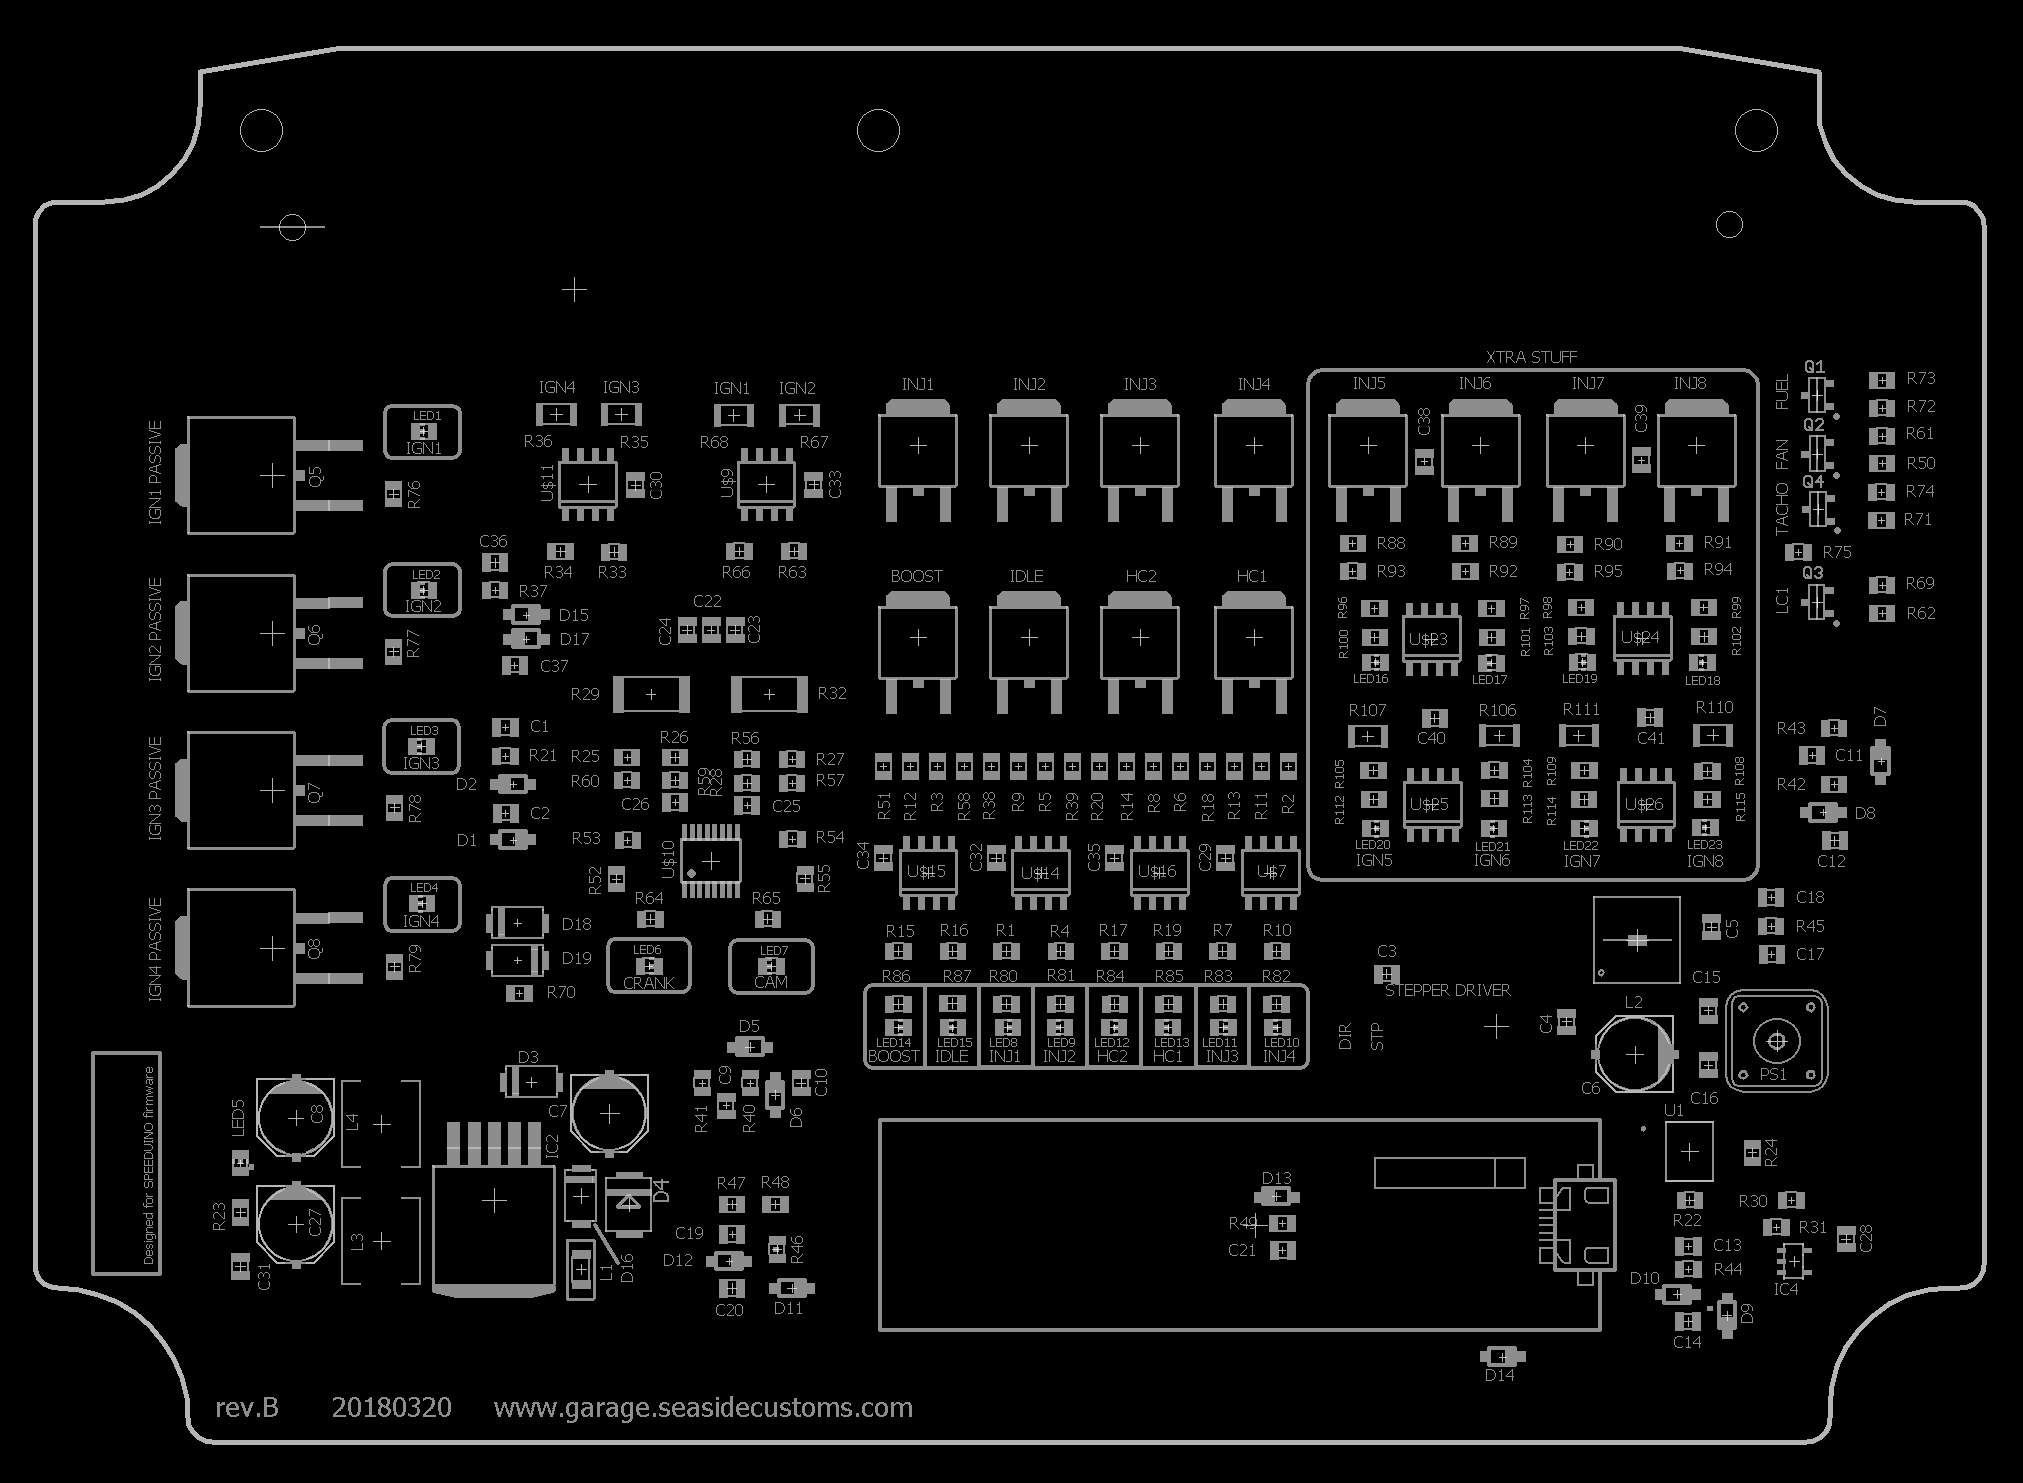 XTRA STUFF
IGN4 IGN3 IGN1 IGN2 INJ1 INJ2 INJ3 INJ4 INJ5 INJ6 INJ7 INJ8
Q1
FUEL
R73
R72
R36 R35 R68 R67
LED1
IGN1
C38 C39
Q2
FAN
R61
R50
IGN1 PASSIVE
Q5
R76
U$11
C30
U$9
C33
Q4
TACHO
R74
R71
C36
R34 R33 R66 R63
R88 R89 R90 R91
R75
R93 R92 R95 R94
LED2
IGN2
BOOST IDLE HC2 HC1
Q3
LC1
R69
R62
R37
D15
D17
C37
IGN2 PASSIVE
Q6
R77
C22
C24
C23
R96 R97 R98 R99
R100 R101 R103 R102
U$23 U$24
LED16 LED17 LED19 LED18
R29 R32
R107 R106 R111 R110
C40 C41
D7
R43
C11
R42
D8
C12
LED3
IGN3
IGN3 PASSIVE
Q7
R78
C1
R21
D2
C2
D1
R25
R26
R56
R27
R60
R59
R28
R57
C26
C25
R53
R54
U$10
R52
R55
R51 R12 R3 R58 R38 R9 R5 R39 R20 R14 R8 R6 R18 R13 R11 R2
R105 R104 R109 R108
R112 R113 R114 R115
U$25 U$26
LED20 LED21 LED22 LED23
IGN5 IGN6 IGN7 IGN8
C34 C32 C35 C29
U$15 U$14 U$16 U$7
LED4
IGN4
IGN4 PASSIVE
Q8
R79
D18
D19
R70
R64 R65
LED6
CRANK
LED7
CAM
R15 R16 R1 R4 R17 R19 R7 R10
R86 R87 R80 R81 R84 R85 R83 R82
LED14 LED15 LED8 LED9 LED12 LED13 LED11 LED10
BOOST IDLE INJ1 INJ2 HC2 HC1 INJ3 INJ4
C3
STEPPER DRIVER
DIR
STP
C18
R45
C17
C5
C15
L2
C4
C6
PS1
C16
U1
D5
D3
C7
C9
C10
R41
R40
D6
Designed for SPEEDUINO firmware
LED5
C8
L4
IC2
R23
C27
L3
C31
D4
L1
D16
R47 R48
C19
D12
R46
C20
D11
D13
R49
C21
R24
R22
R30
R31
C13
R44
C28
D10
IC4
D9
C14
D14
rev.B 20180320 www.garage.seasidecustoms.com